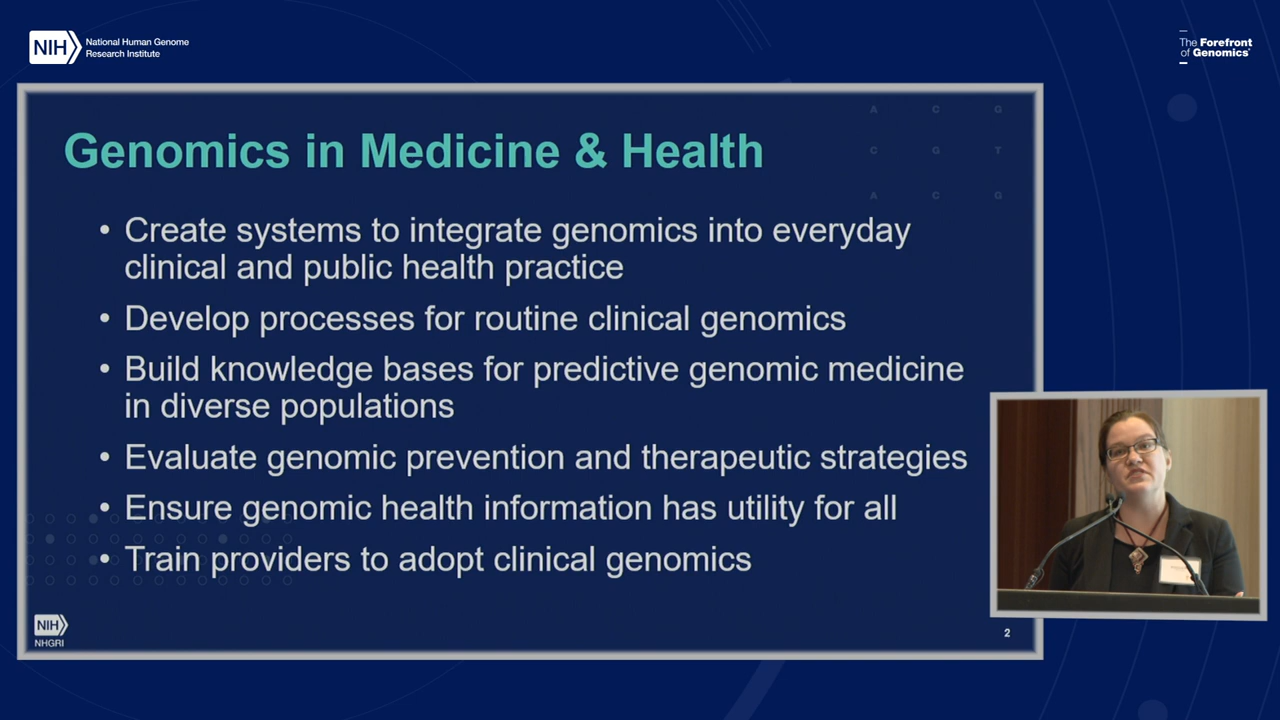 NIH
National Human Genome
Research Institute
The Forefront
of Genomics®
Genomics in Medicine & Health
A C G
C G T
A C G
• Create systems to integrate genomics into everyday
clinical and public health practice
• Develop processes for routine clinical genomics
• Build knowledge bases for predictive genomic medicine
in diverse populations
• Evaluate genomic prevention and therapeutic strategies
• Ensure genomic health information has utility for all
• Train providers to adopt clinical genomics
NIH
NHGRI
2